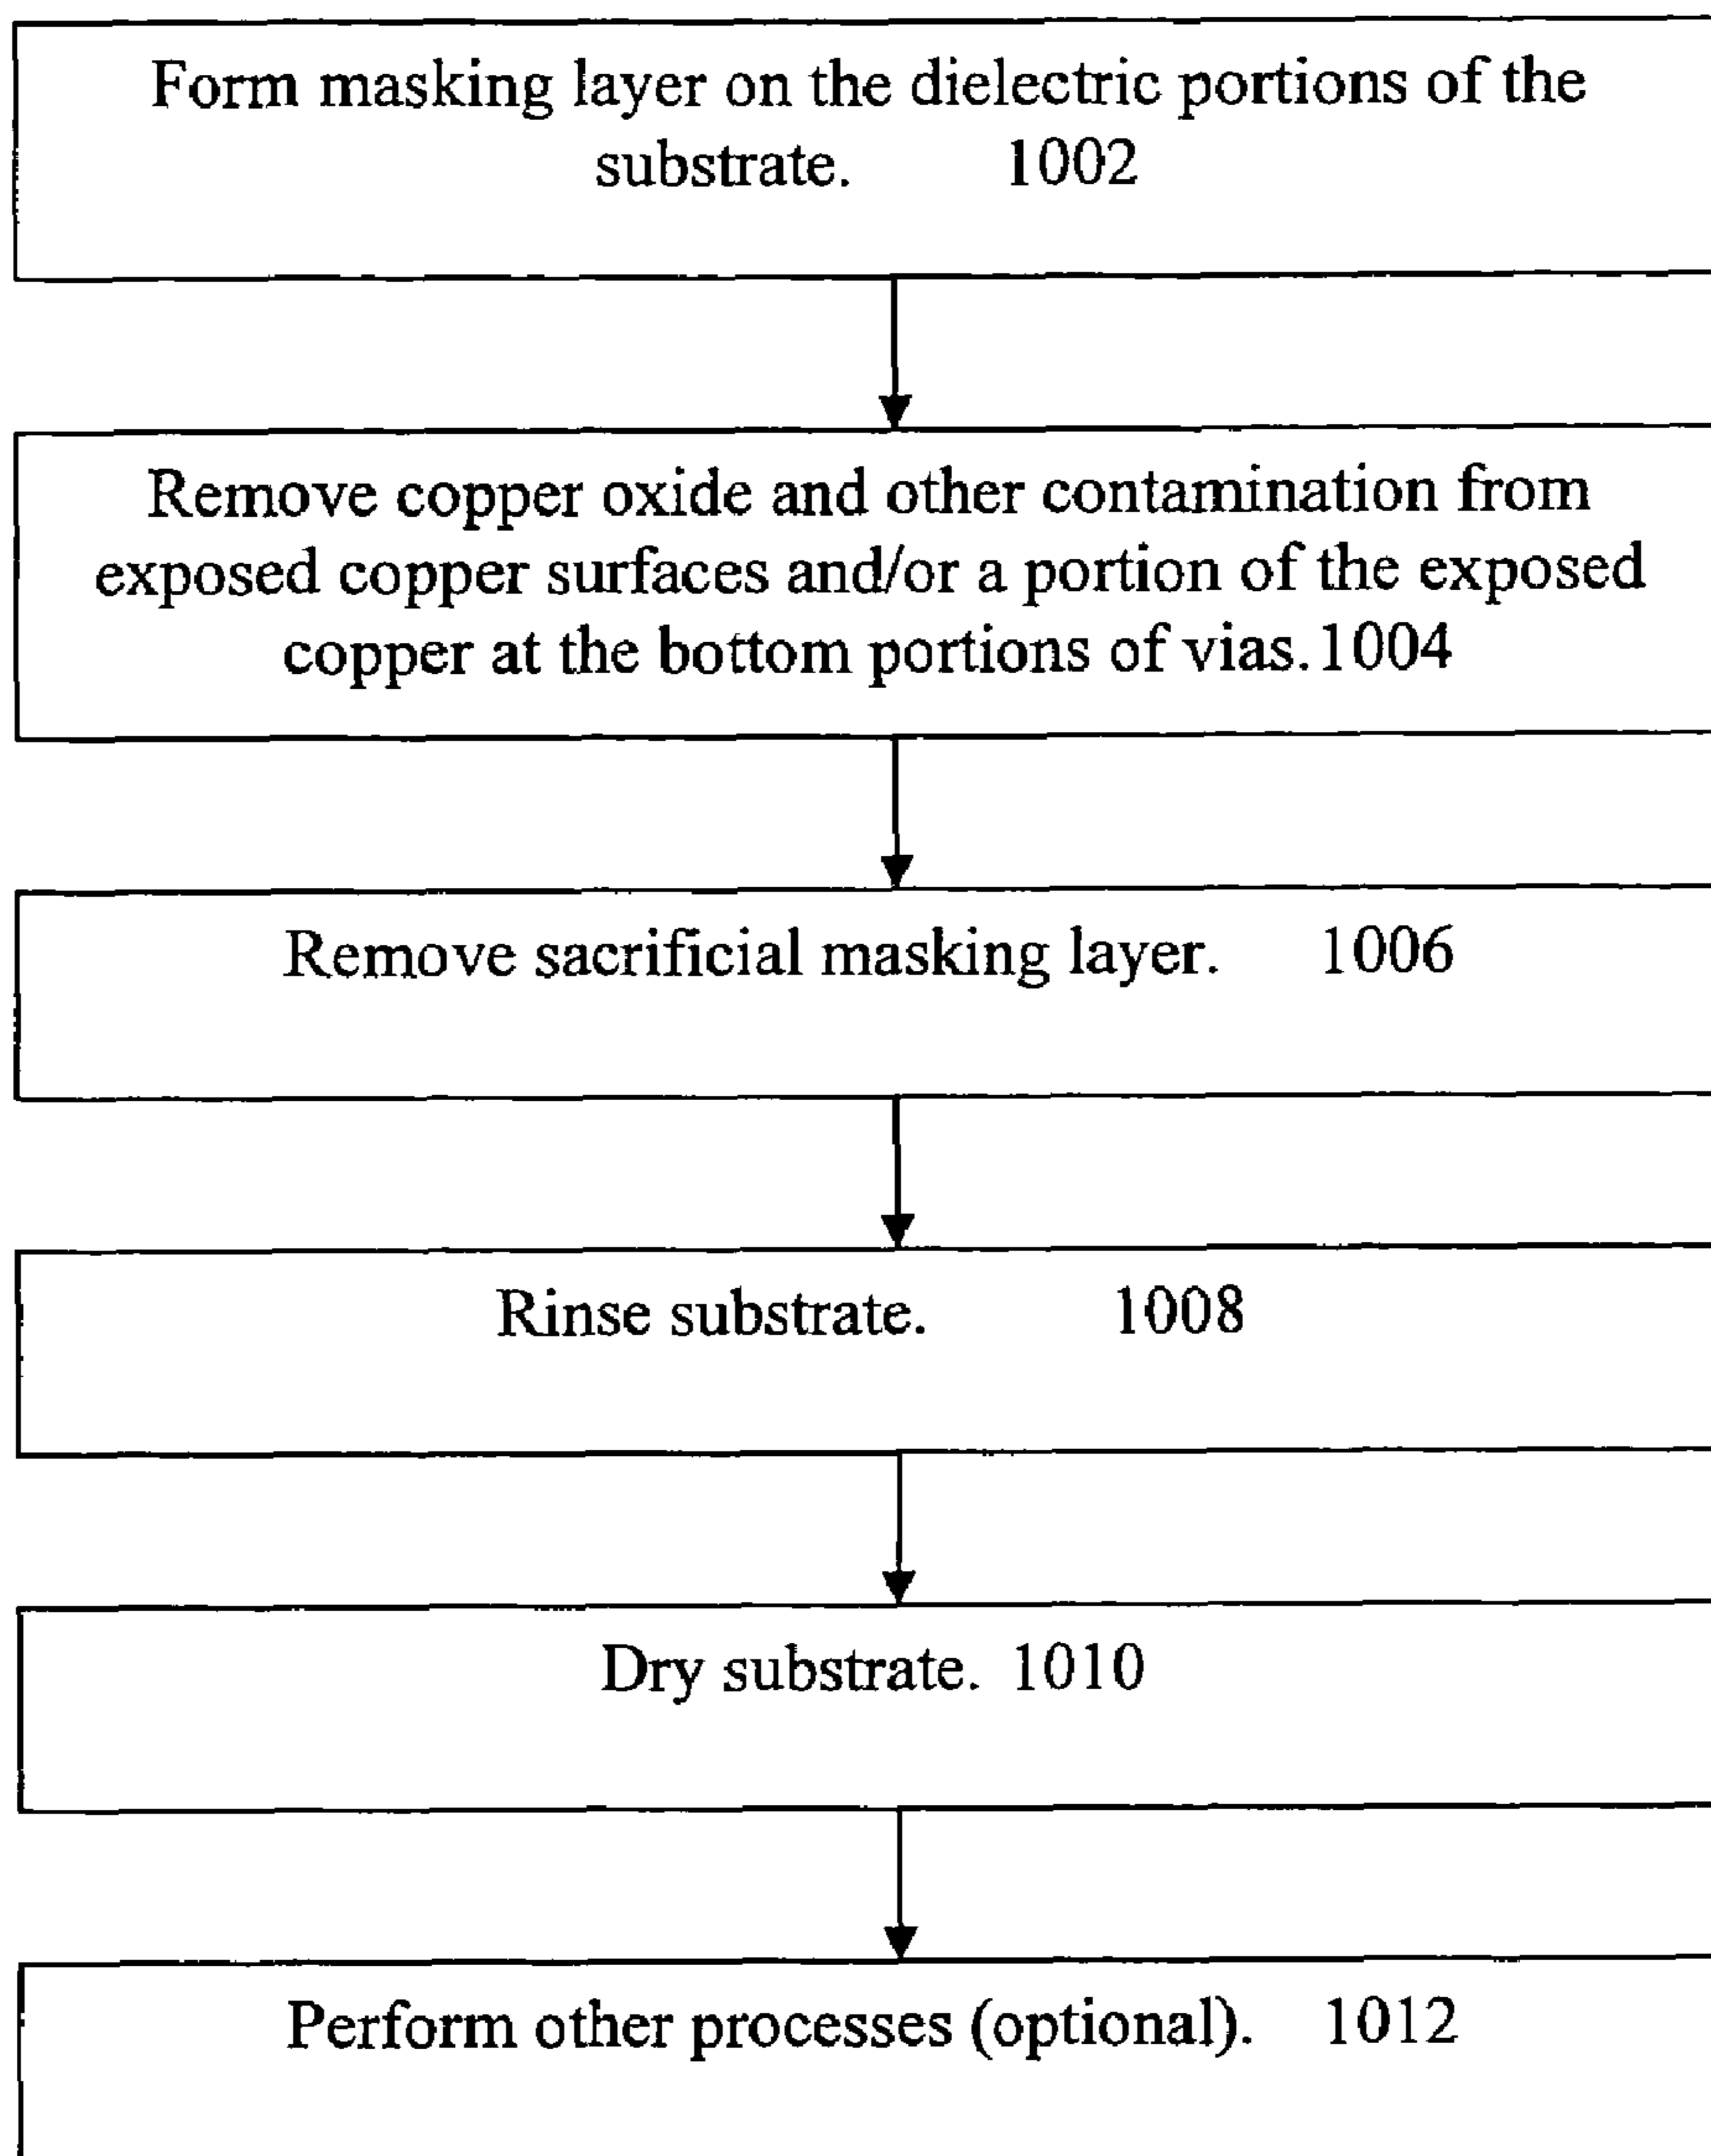 Form masking layer on the dielectric portions of the
substrate. 1002
Remove copper oxide and other contamination from
exposed copper surfaces and/or a portion of the exposed
copper at the bottom portions of vias. 1004
Remove sacrificial masking layer. 1006
Rinse substrate. 1008
Dry substrate. 1010
Perform other processes (optional). 1012